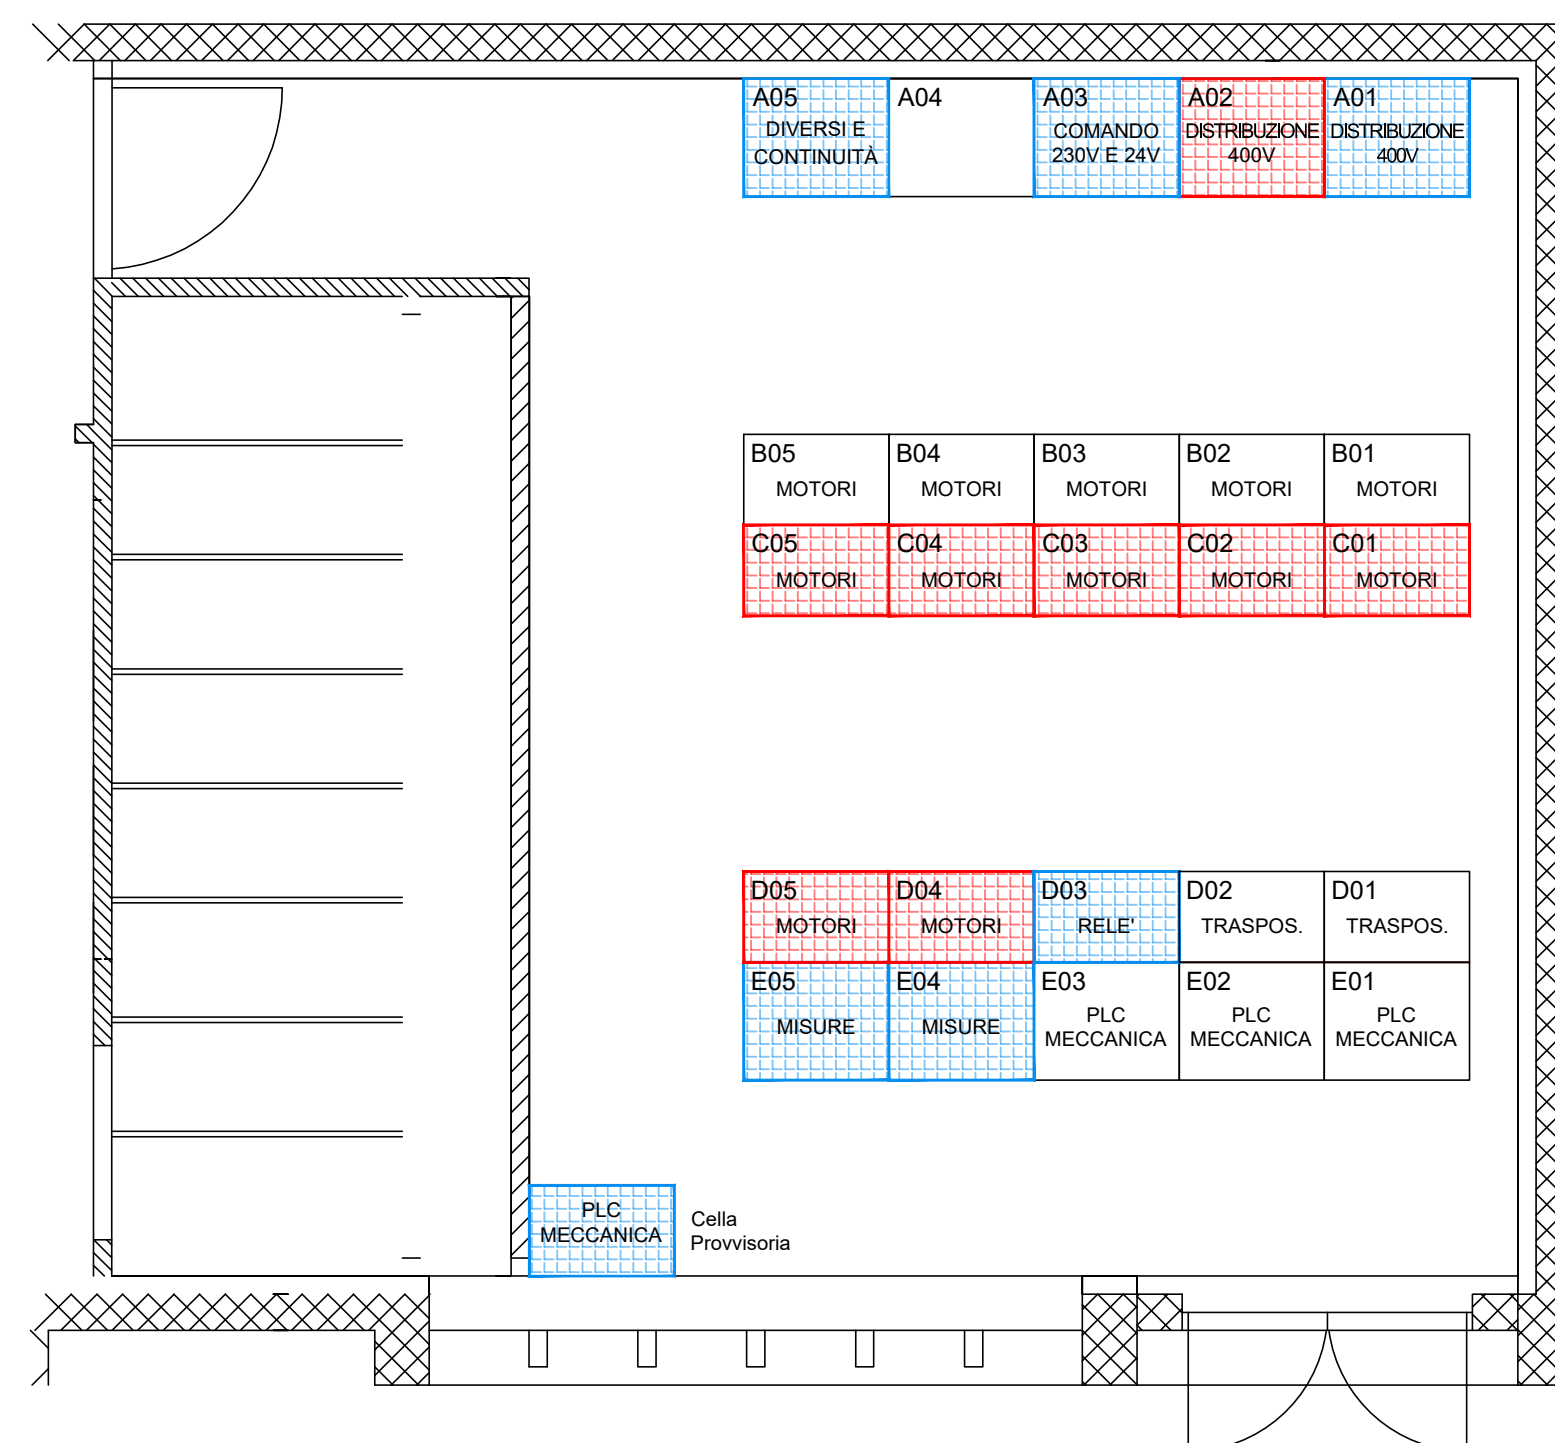 A05
DIVERSI E
CONTINUITÀ
A04
A03
COMANDO
230V E 24V
A02
DISTRIBUZIONE
400V
A01
DISTRIBUZIONE
400V
B05
MOTORI
B04
MOTORI
B03
MOTORI
B02
MOTORI
B01
MOTORI
C05
MOTORI
C04
MOTORI
C03
MOTORI
C02
MOTORI
C01
MOTORI
D05
MOTORI
D04
MOTORI
D03
RELE'
D02
TRASPOS.
D01
TRASPOS.
E05
MISURE
E04
MISURE
E03
PLC
MECCANICA
E02
PLC
MECCANICA
E01
PLC
MECCANICA
PLC
MECCANICA
Cella
Provvisoria